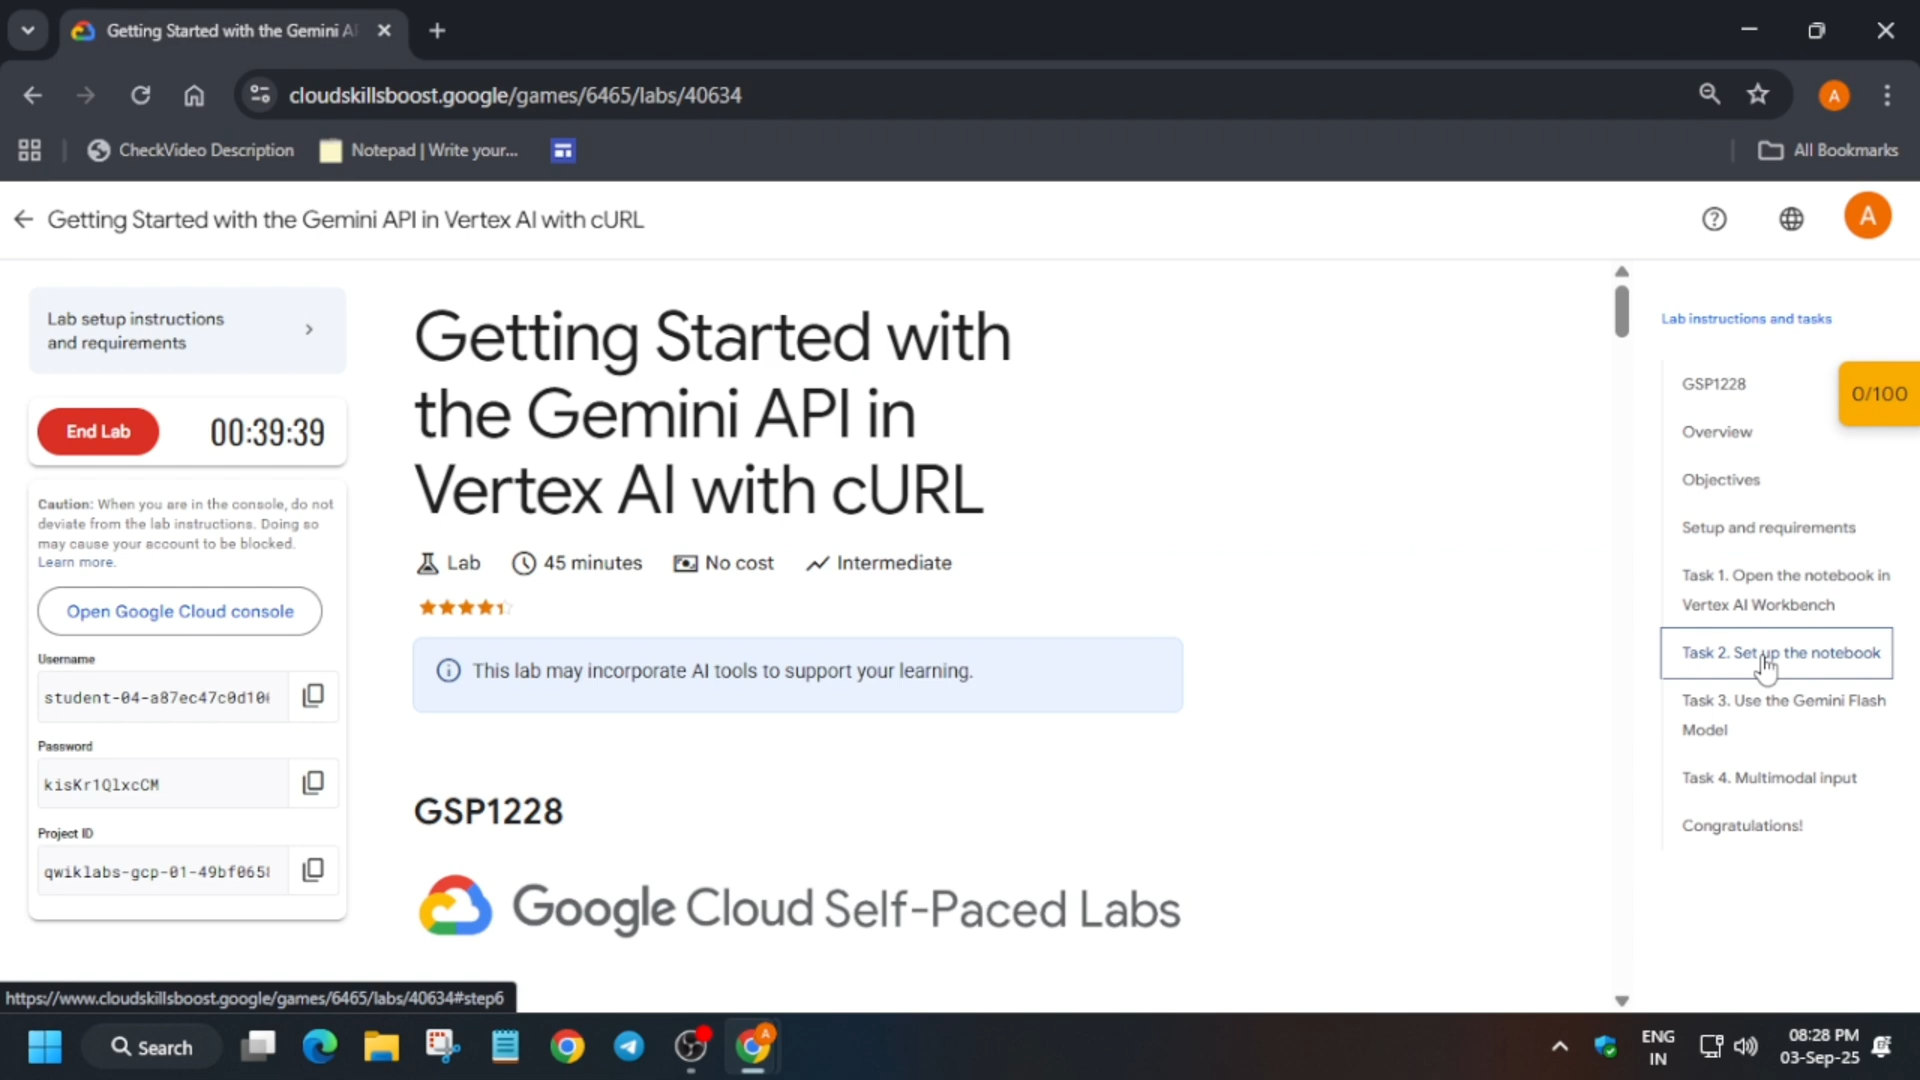 Getting Started with the Gemini A
cloudskillsboost.google/games/6465/labs/40634
A
CheckVideo Description
Notepad | Write your...
All Bookmarks
Getting Started with the Gemini API in Vertex AI with cURL
A
Lab setup instructions
and requirements
End Lab
00:39:39
Caution: When you are in the console, do not
deviate from the lab instructions. Doing so
may cause your account to be blocked.
Learn more.
Open Google Cloud console
Username
student-04-a87ec47c0d10
Password
kisKr1QlxcCM
Project ID
qwiklabs-gcp-01-49bf065
Getting Started with
the Gemini API in
Vertex AI with cURL
Lab
45 minutes
No cost
Intermediate
This lab may incorporate AI tools to support your learning.
GSP1228
Google Cloud Self-Paced Labs
Lab instructions and tasks
GSP1228
0/100
Overview
Objectives
Setup and requirements
Task 1. Open the notebook in
Vertex AI Workbench
Task 2. Set up the notebook
Task 3. Use the Gemini Flash
Model
Task 4. Multimodal input
Congratulations!
https://www.cloudskillsboost.google/games/6465/labs/40634#step6
Search
A
ENG
IN
08:28 PM
03-Sep-25